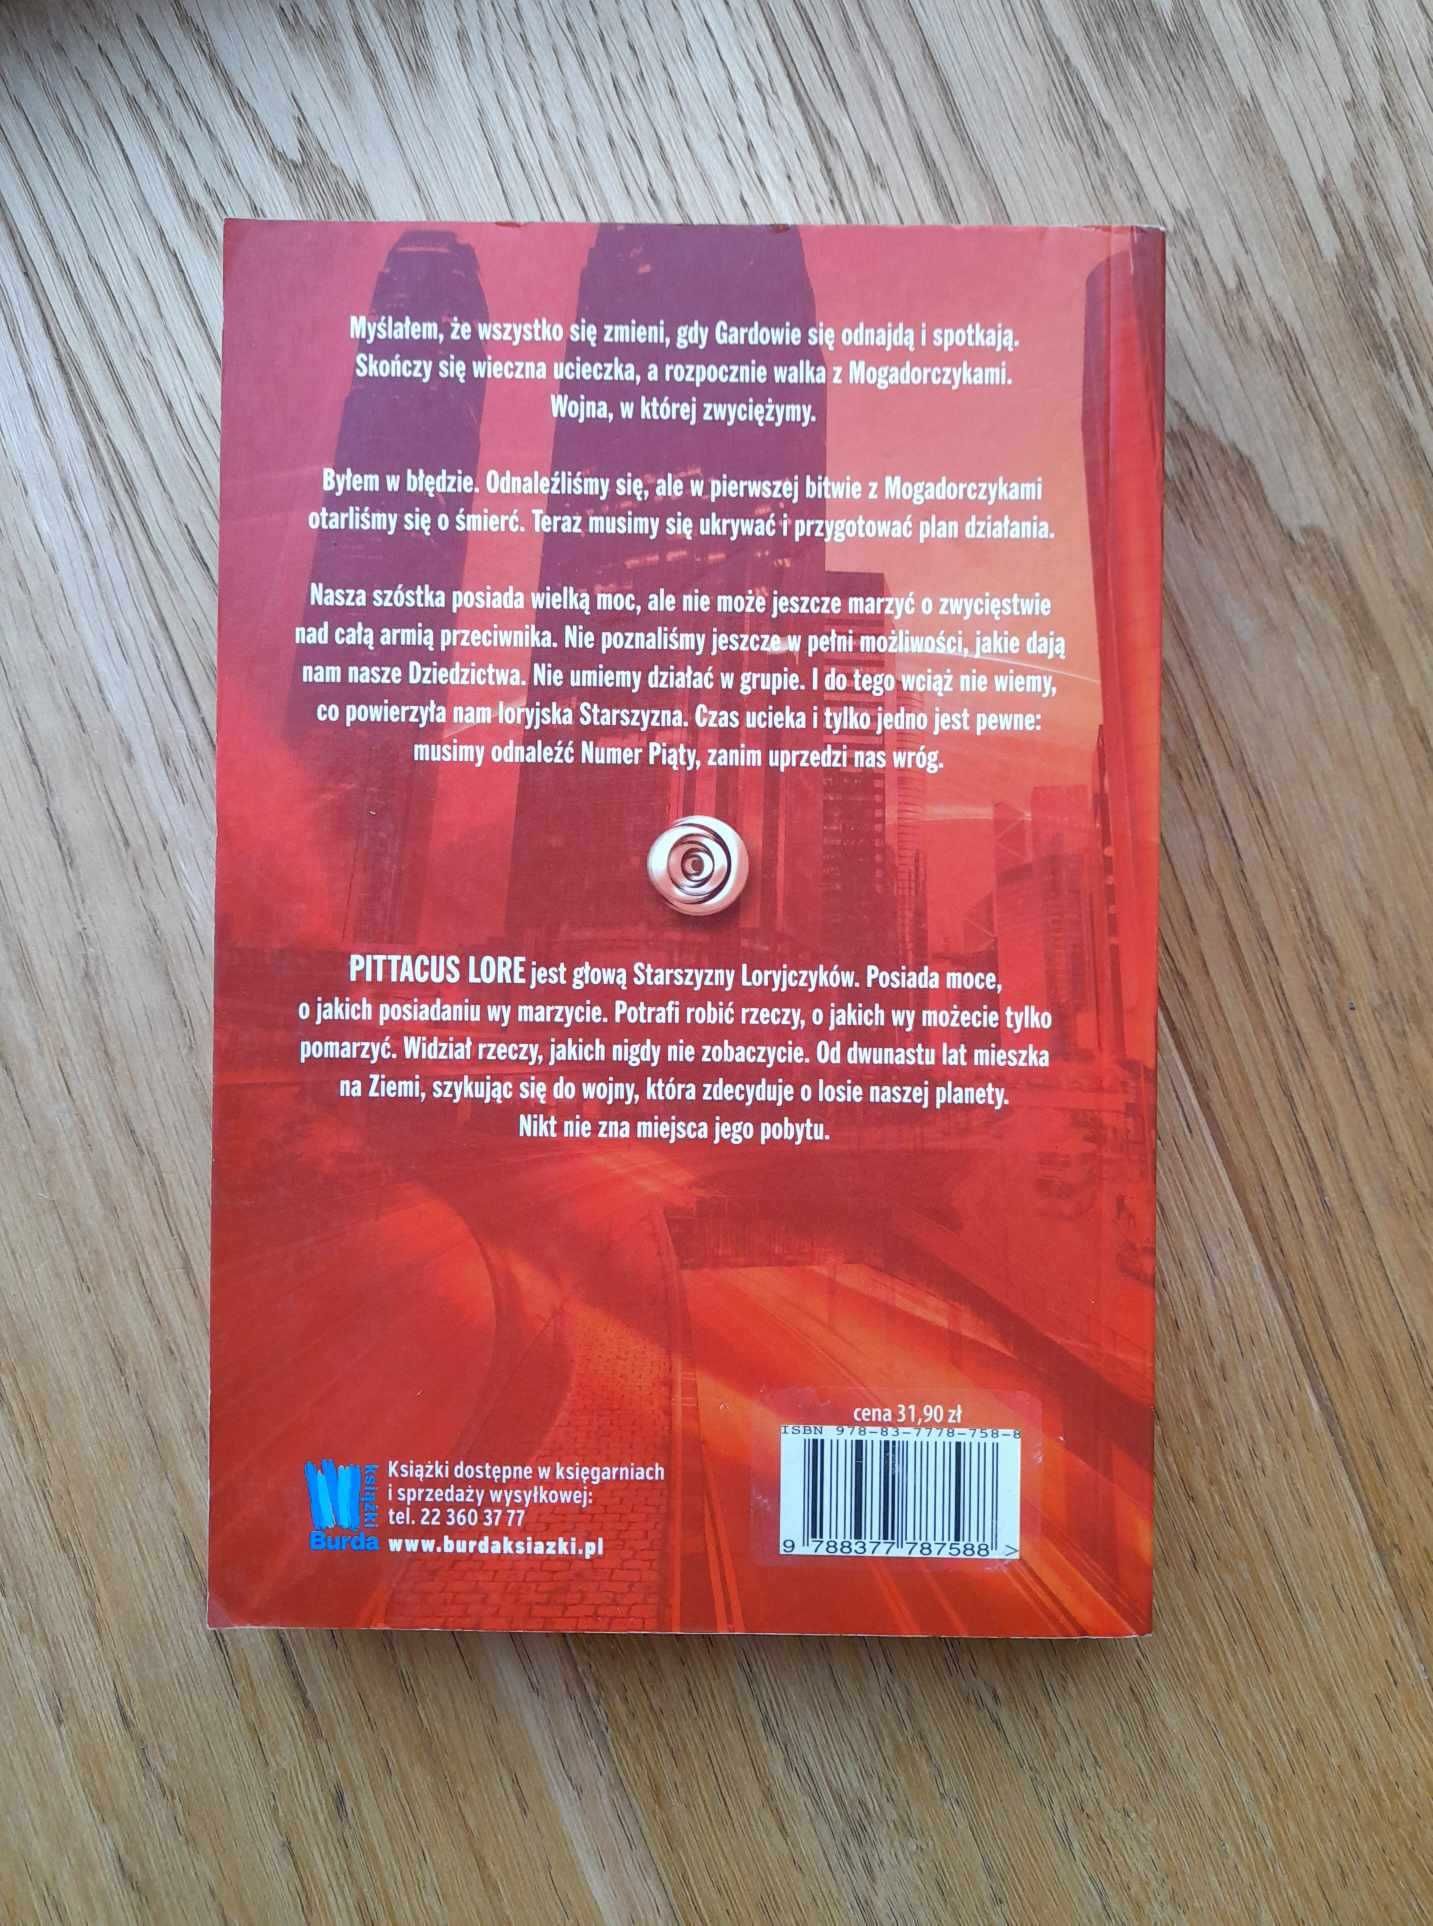 Myślałem, że wszystko się zmieni, gdy Gardowie się odnajdą i spotkają.
Skończy się wieczna ucieczka, a rozpocznie walka z Mogadorczykami.
Wojna, w której zwyciężymy.
Byłem w błędzie. Odnaleźliśmy się, ale w pierwszej bitwie z Mogadorczykami
otarliśmy się o śmierć. Teraz musimy się ukrywać i przygotować plan działania.
Nasza szóstka posiada wielką moc, ale nie może jeszcze marzyć o zwycięstwie
nad całą armią przeciwnika. Nie poznaliśmy jeszcze w pełni możliwości, jakie dają
nam nasze Dziedzictwa. Nie umiemy działać w grupie. I do tego wciąż nie wiemy,
co powierzyła nam loryjska Starszyzna. Czas ucieka i tylko jedno jest pewne:
musimy odnaleźć Numer Piąty, zanim uprzedzi nas wróg.
PITTACUS LORE jest głową Starszyzny Loryjczyków. Posiada moce,
o jakich posiadaniu wy marzycie. Potrafi robić rzeczy, o jakich wy możecie tylko
pomarzyć. Widział rzeczy, jakich nigdy nie zobaczycie. Od dwunastu lat mieszka
na Ziemi, szykując się do wojny, która zdecyduje o losie naszej planety.
Nikt nie zna miejsca jego pobytu.
książki
Burda
Książki dostępne w księgarniach
i sprzedaży wysyłkowej:
tel. 22 360 37 77
www.burdaksiazki.pl
cena 31,90 zł
ISBN 978-83-7778-758-8
9 788377 787588 >